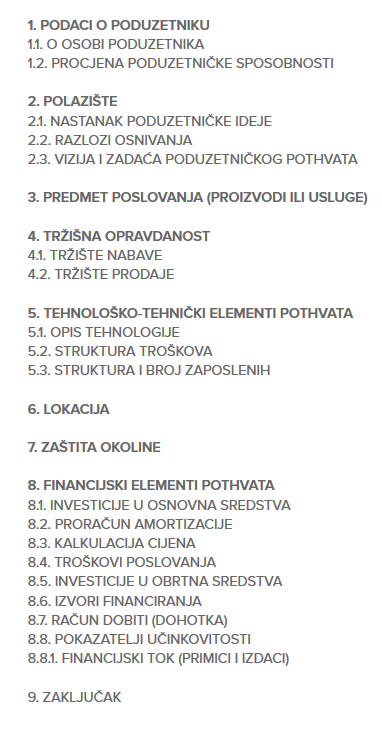 1. PODACI O PODUZETNIKU
1.1. O OSOBI PODUZETNIKA
1.2. PROCJENA PODUZETNIČKE SPOSOBNOSTI
2. POLAZIŠTE
2.1. NASTANAK PODUZETNIČKE IDEJE
2.2. RAZLOZI OSNIVANJA
2.3. VIZIJA I ZADAĆA PODUZETNIČKOG POTHVATA
3. PREDMET POSLOVANJA (PROIZVODI ILI USLUGE)
4. TRŽIŠNA OPRAVDANOST
4.1. TRŽIŠTE NABAVE
4.2. TRŽIŠTE PRODAJE
5. TEHNOLOŠKO-TEHNIČKI ELEMENTI POTHVATA
5.1. OPIS TEHNOLOGIJE
5.2. STRUKTURA TROŠKOVA
5.3. STRUKTURA I BROJ ZAPOSLENIH
6. LOKACIJA
7. ZAŠTITA OKOLINE
8. FINANCIJSKI ELEMENTI POTHVATA
8.1. INVESTICIJE U OSNOVNA SREDSTVA
8.2. PRORAČUN AMORTIZACIJE
8.3. KALKULACIJA CIJENA
8.4. TROŠKOVI POSLOVANJA
8.5. INVESTICIJE U OBRTNA SREDSTVA
8.6. IZVORI FINANCIRANJA
8.7. RAČUN DOBITI (DOHOTKA)
8.8. POKAZATELJI UČINKOVITOSTI
8.8.1. FINANCIJSKI TOK (PRIMICI I IZDACI)
9. ZAKLJUČAK